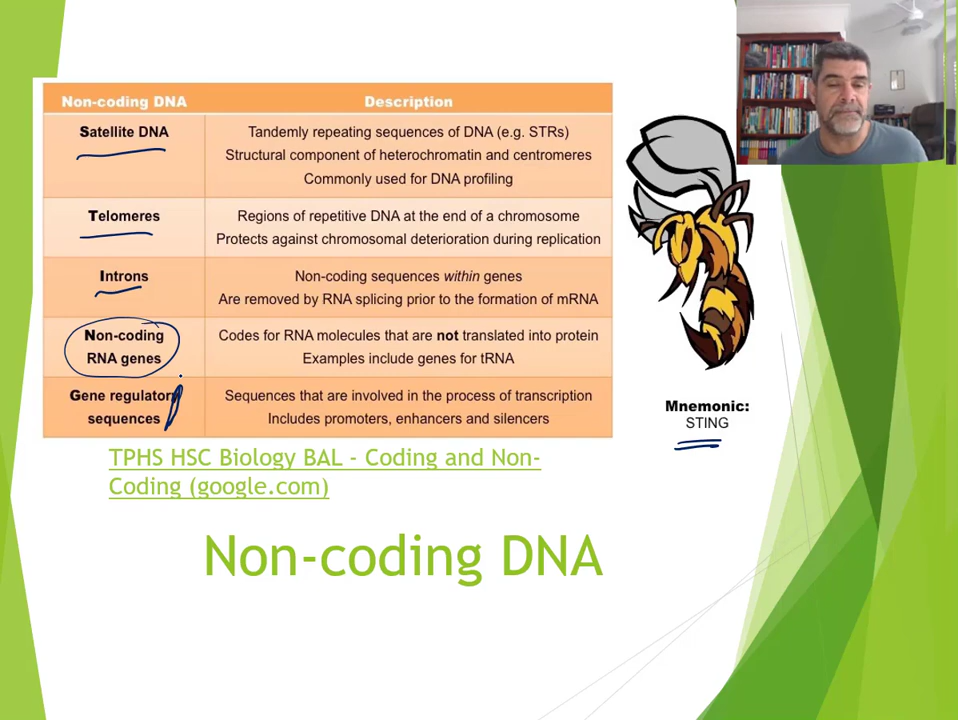 Non-coding DNA Description
Satellite DNA
Tandemly repeating sequences of DNA (e.g. STRs)
Structural component of heterochromatin and centromeres
Commonly used for DNA profiling
Telomeres
Regions of repetitive DNA at the end of a chromosome
Protects against chromosomal deterioration during replication
Introns
Non-coding sequences within genes
Are removed by RNA splicing prior to the formation of mRNA
Non-coding
RNA genes
Codes for RNA molecules that are not translated into protein
Examples include genes for tRNA
Gene regulatory
sequences
Sequences that are involved in the process of transcription
Includes promoters, enhancers and silencers
Mnemonic:
STING
TPHS HSC Biology BAL - Coding and Non-
Coding (google.com)
Non-coding DNA